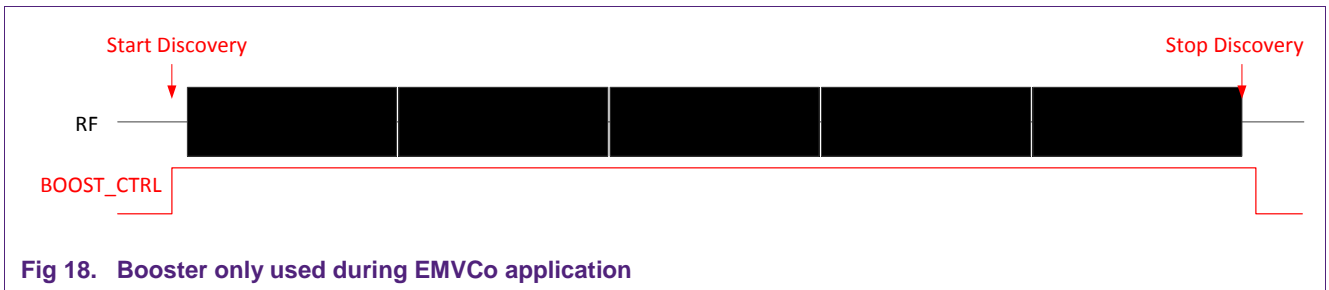 Start Discovery
Stop Discovery
RF
BOOST_CTRL
Fig 18. Booster only used during EMVCo application